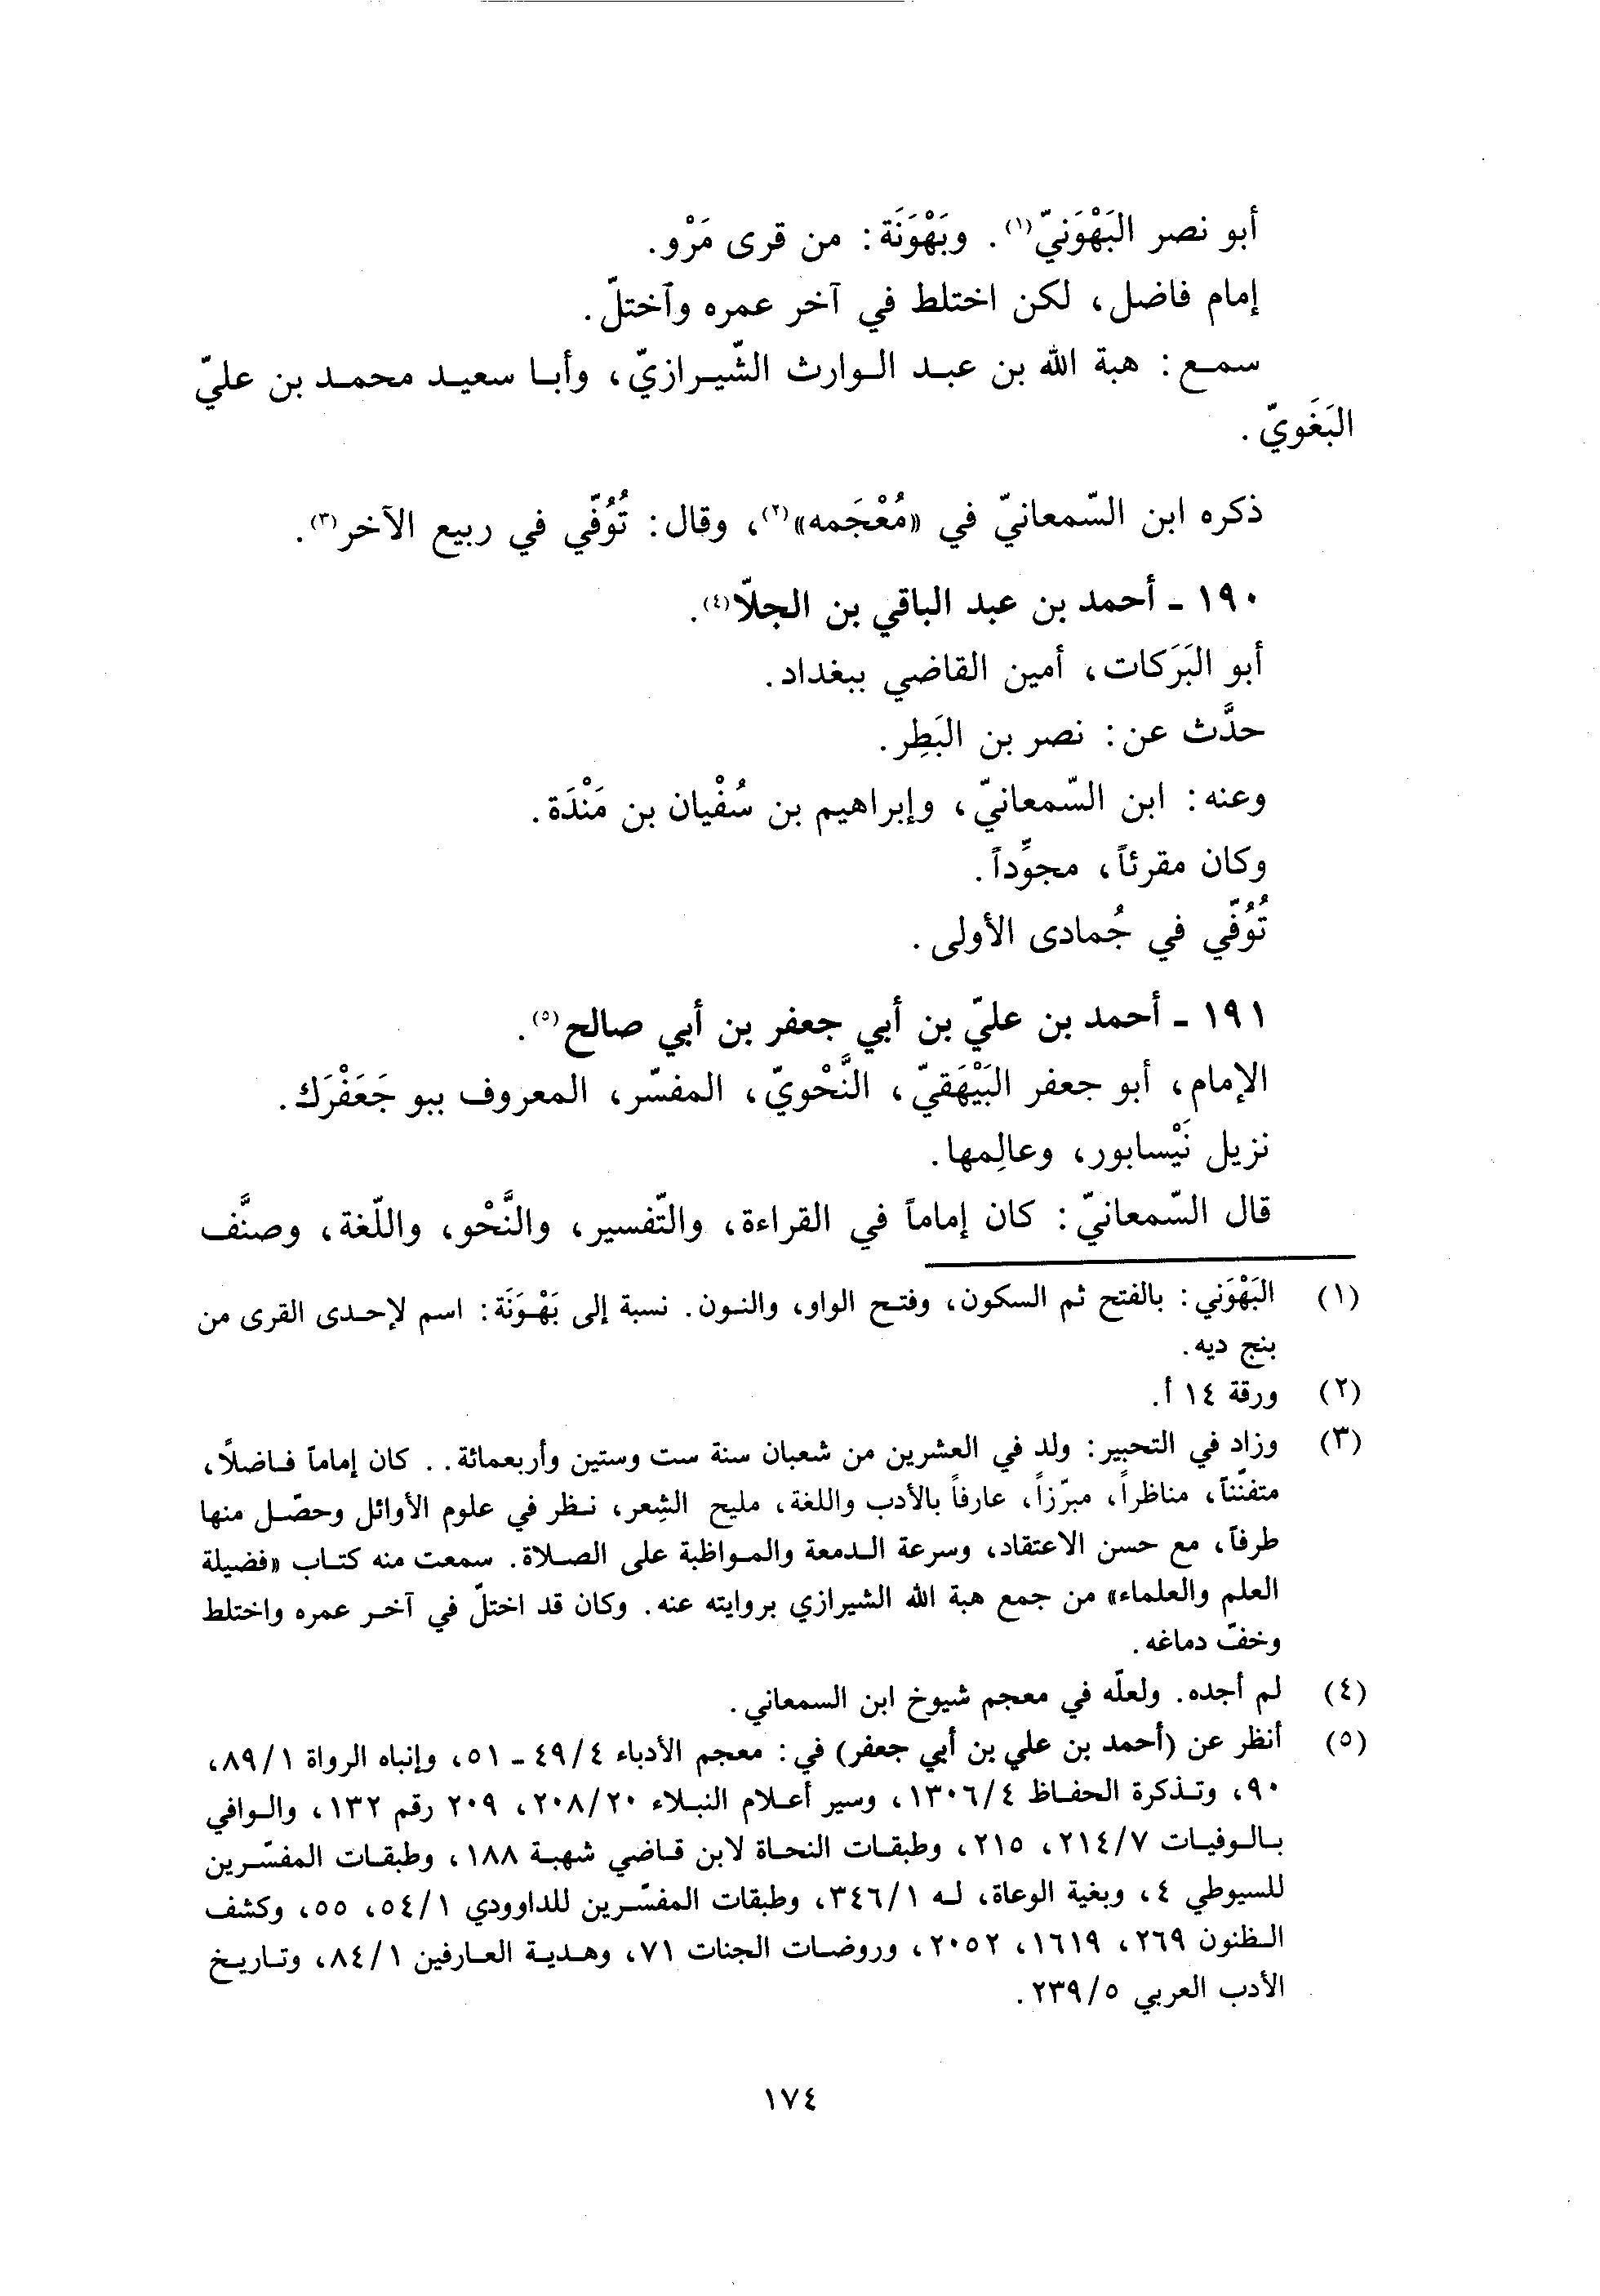 أبو نصر البَهْوَنيّ(١). وبَهْوَنَة: من قرى مَرْو.
إمام فاضل، لكن اختلط في آخر عمره وٱختلّ.
سمع: هبة الله بن عبد الوارث الشّيرازيّ، وأبا سعيد محمد بن عليّ
البَغَويّ.
ذكره ابن السّمعانيّ في «مُعْجَمه»(٢)، وقال: تُوُفّي في ربيع الآخر(٣).
١٩٠ ـ أحمد بن عبد الباقي بن الجلّا(٤).
أبو البَرَكات، أمين القاضي ببغداد.
حدَّث عن: نصر بن البَطِر.
وعنه: ابن السّمعانيّ، وإبراهيم بن سُفْيان بن مَنْدَة.
وكان مقرئاً، مجوِّداً.
تُوُفّي في جُمادى الأولى.
١٩١ ـ أحمد بن عليّ بن أبي جعفر بن أبي صالح(٥).
الإمام، أبو جعفر البَيْهَقيّ، النَّحْويّ، المفسّر، المعروف ببو جَعَفْرَك.
نزيل نَيْسابور، وعالِمها.
قال السّمعانيّ: كان إماماً في القراءة، والتّفسير، والنَّحْو، واللّغة، وصنَّف
(١) البَهْوَني: بالفتح ثم السكون، وفتح الواو، والنون. نسبة إلى بَهْوَنَة: اسم لإحدى القرى من
بنج ديه.
(٢) ورقة ١٤ أ.
(٣) وزاد في التحبير: ولد في العشرين من شعبان سنة ست وستين وأربعمائة. . كان إماماً فاضلًا،
متفنّناً، مناظراً، مبرّزاً، عارفاً بالأدب واللغة، مليح الشِعر، نظر في علوم الأوائل وحصّل منها
طرفاً، مع حسن الاعتقاد، وسرعة الدمعة والمواظبة على الصلاة. سمعت منه كتاب «فضيلة
العلم والعلماء» من جمع هبة الله الشيرازي بروايته عنه. وكان قد اختلّ في آخر عمره واختلط
وخفّ دماغه.
(٤) لم أجده. ولعلّه في معجم شيوخ ابن السمعاني.
(٥) أنظر عن (أحمد بن علي بن أبي جعفر) في: معجم الأدباء ٤/٤٩ ـ ٥١، وإنباه الرواة ١/٨٩،
٩٠، وتذكرة الحفاظ ٤/١٣٠٦، وسير أعلام النبلاء ٢٠/٢٠٨، ٢٠٩ رقم ١٣٢، والوافي
بالوفيات ٧/٢١٤، ٢١٥، وطبقات النحاة لابن قاضي شهبة ١٨٨، وطبقات المفسّرين
للسيوطي ٤، وبغية الوعاة، له ١/٣٤٦، وطبقات المفسّرين للداوودي ١/٥٤، ٥٥، وكشف
الظنون ٢٦٩، ١٦١٩، ٢٠٥٢، وروضات الجنات ٧١، وهدية العارفين ١/٨٤، وتاريخ
الأدب العربي ٥/٢٣٩.
١٧٤